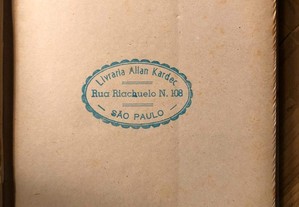 Livraria Allan Kardec
Rua Riachuelo N. 108
— SÃO PAULO —